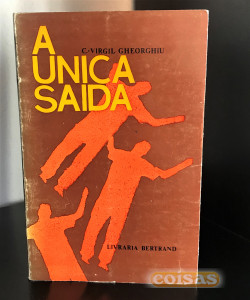 A
C.-VIRGIL GHEORGHIU
UNICA
SAIDA
LIVRARIA BERTRAND
coisas